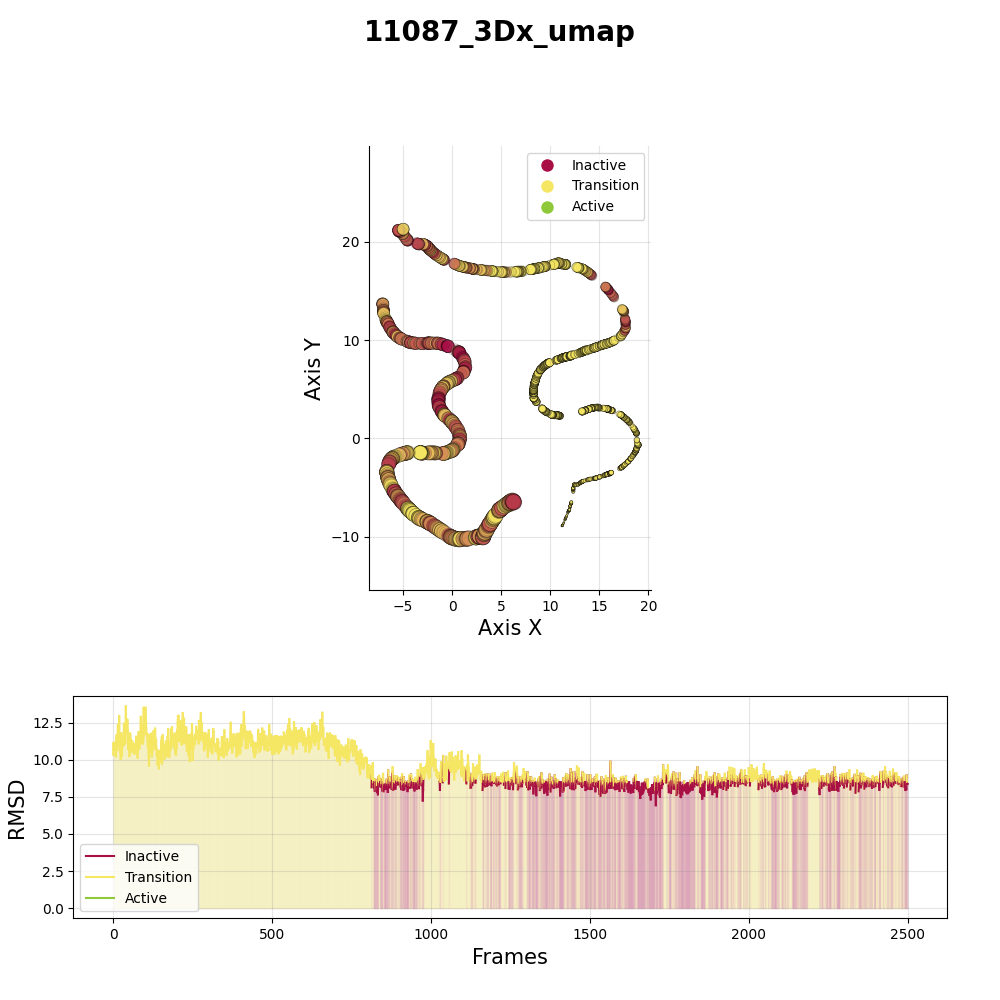 11087_3Dx_umap
Inactive
Transition
Active
20
10
0
−10
Axis Y
−5
0
5
10
15
20
Axis X
12.5
10.0
7.5
5.0
2.5
0.0
RMSD
Inactive
Transition
Active
0
500
1000
1500
2000
2500
Frames